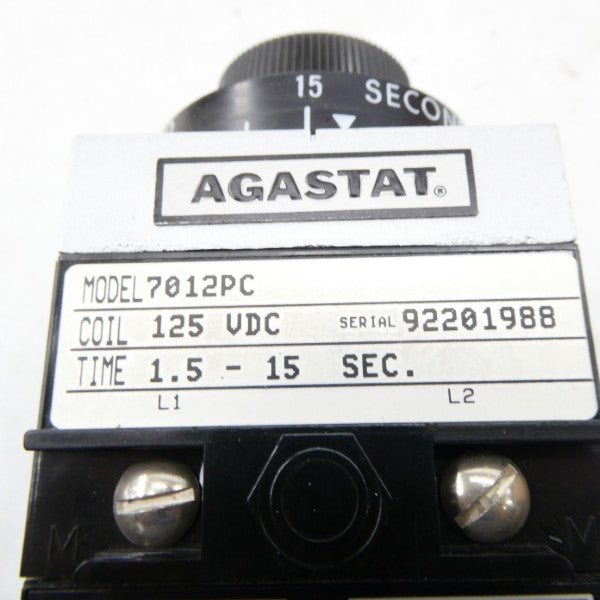 15 SECON
AGASTAT®
MODEL 7012PC
COIL 125 VDC SERIAL 92201988
TIME 1.5 - 15 SEC.
L1 L2
M M